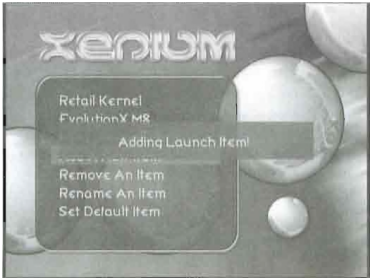 XENIUM
Retail Kernel
EvolutionX M8
Adding Launch Item!
Remove An Item
Rename An Item
Set Default Item